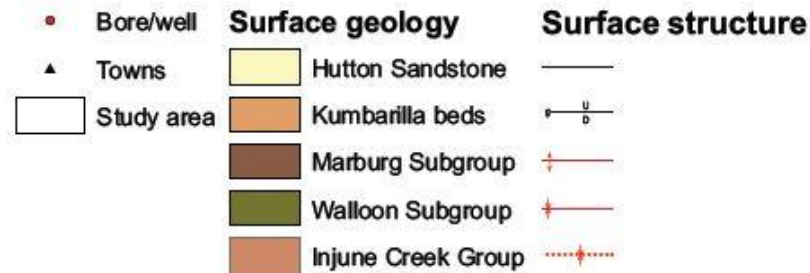 Bore/well
Towns
Study area
Surface geology
Hutton Sandstone
Kumbarilla beds
Marburg Subgroup
Walloon Subgroup
Injune Creek Group
Surface structure
U
D